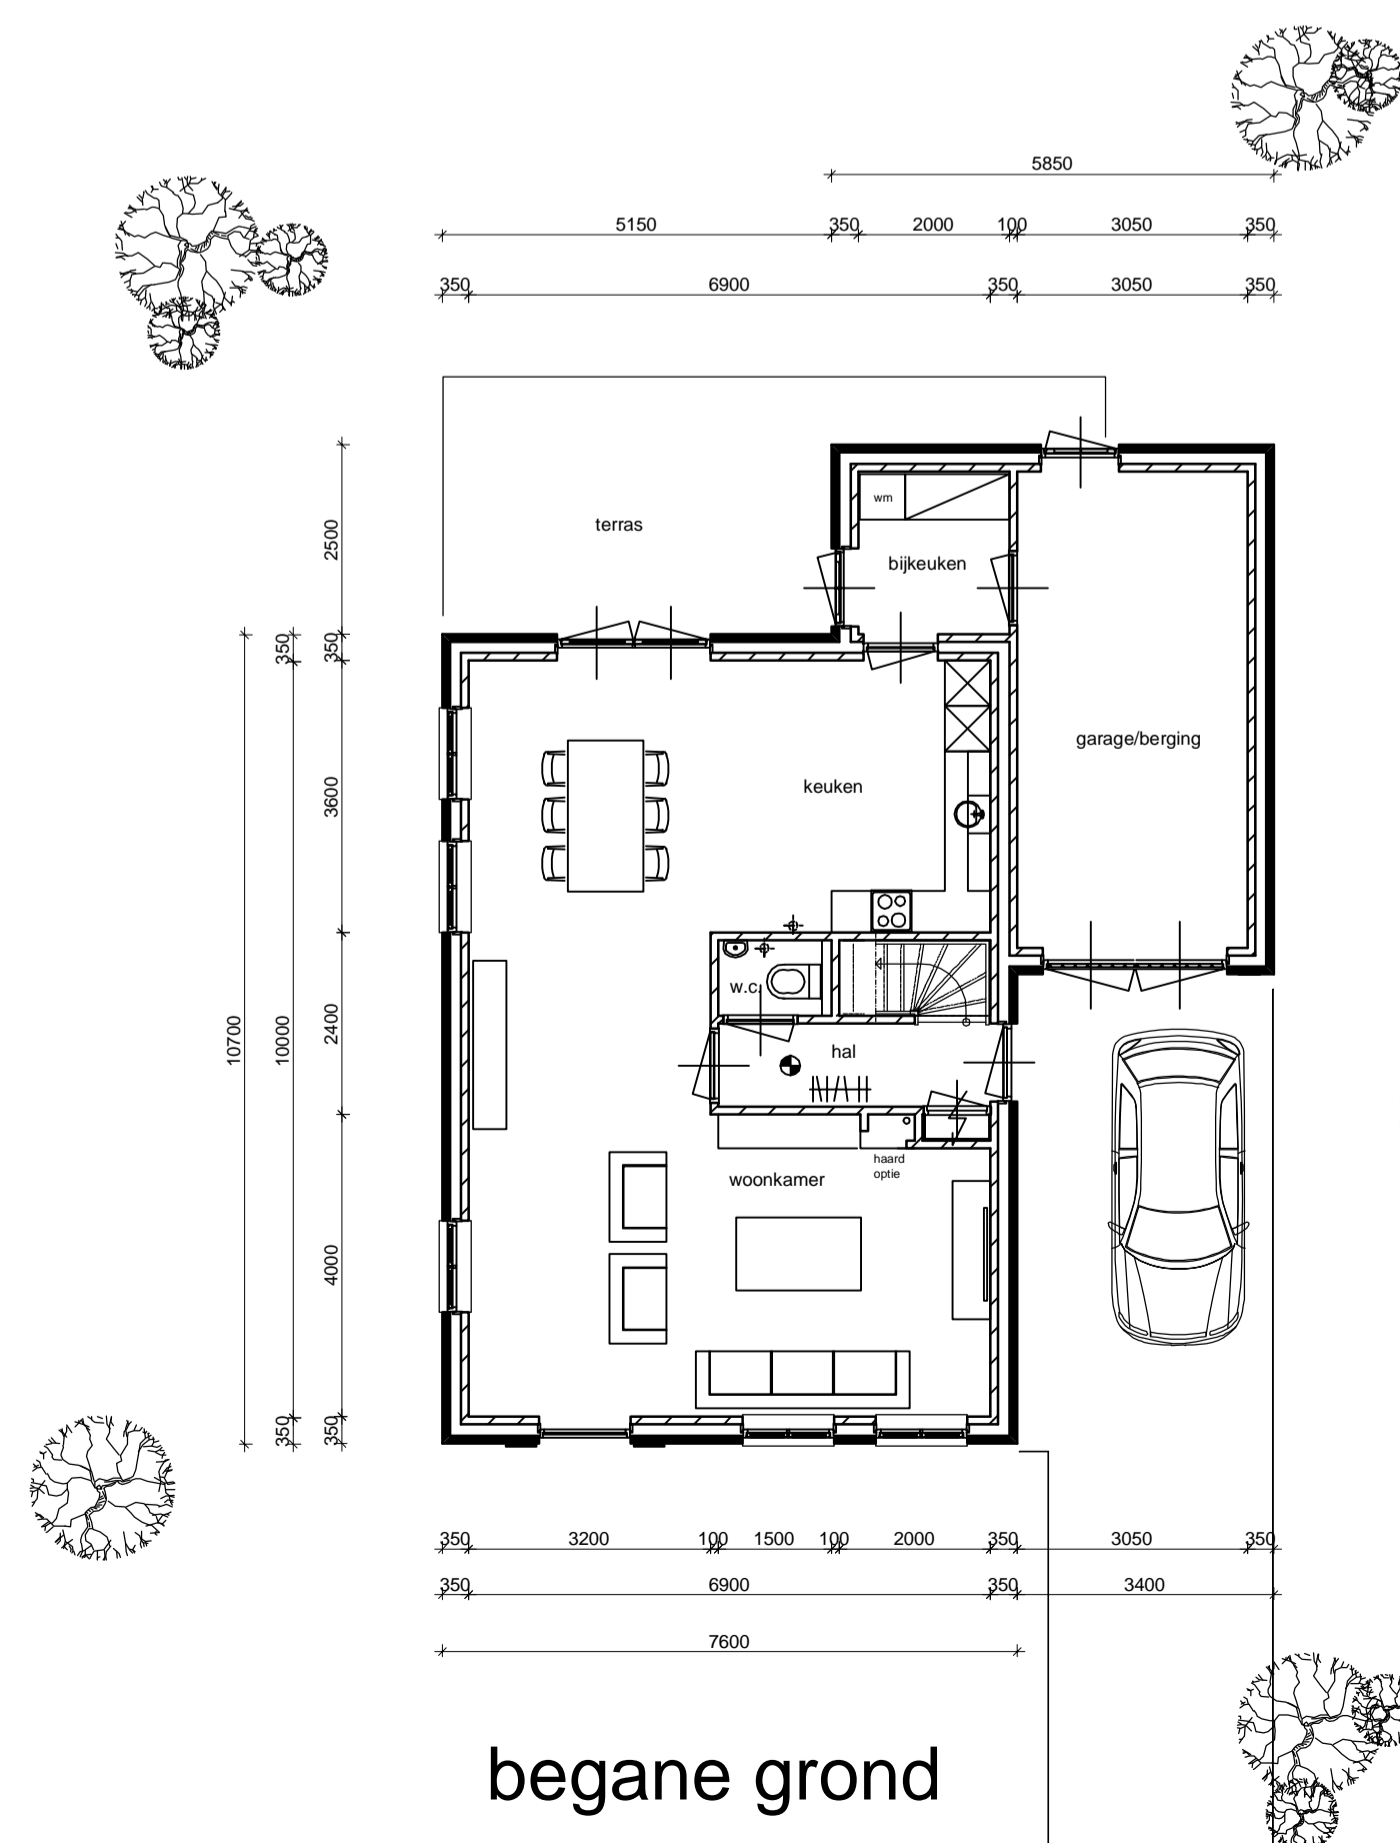 5850
5150 350 2000 100 3050 350
350 6900 350 3050 350
2500
350
3600
2400
4000
350
350
10000
350
10700
terras
wm
bijkeuken
garage/berging
keuken
w.c.
hal
haard
optie
woonkamer
350 3200 100 1500 100 2000 350 3050 350
350 6900 350 3400
7600
begane grond